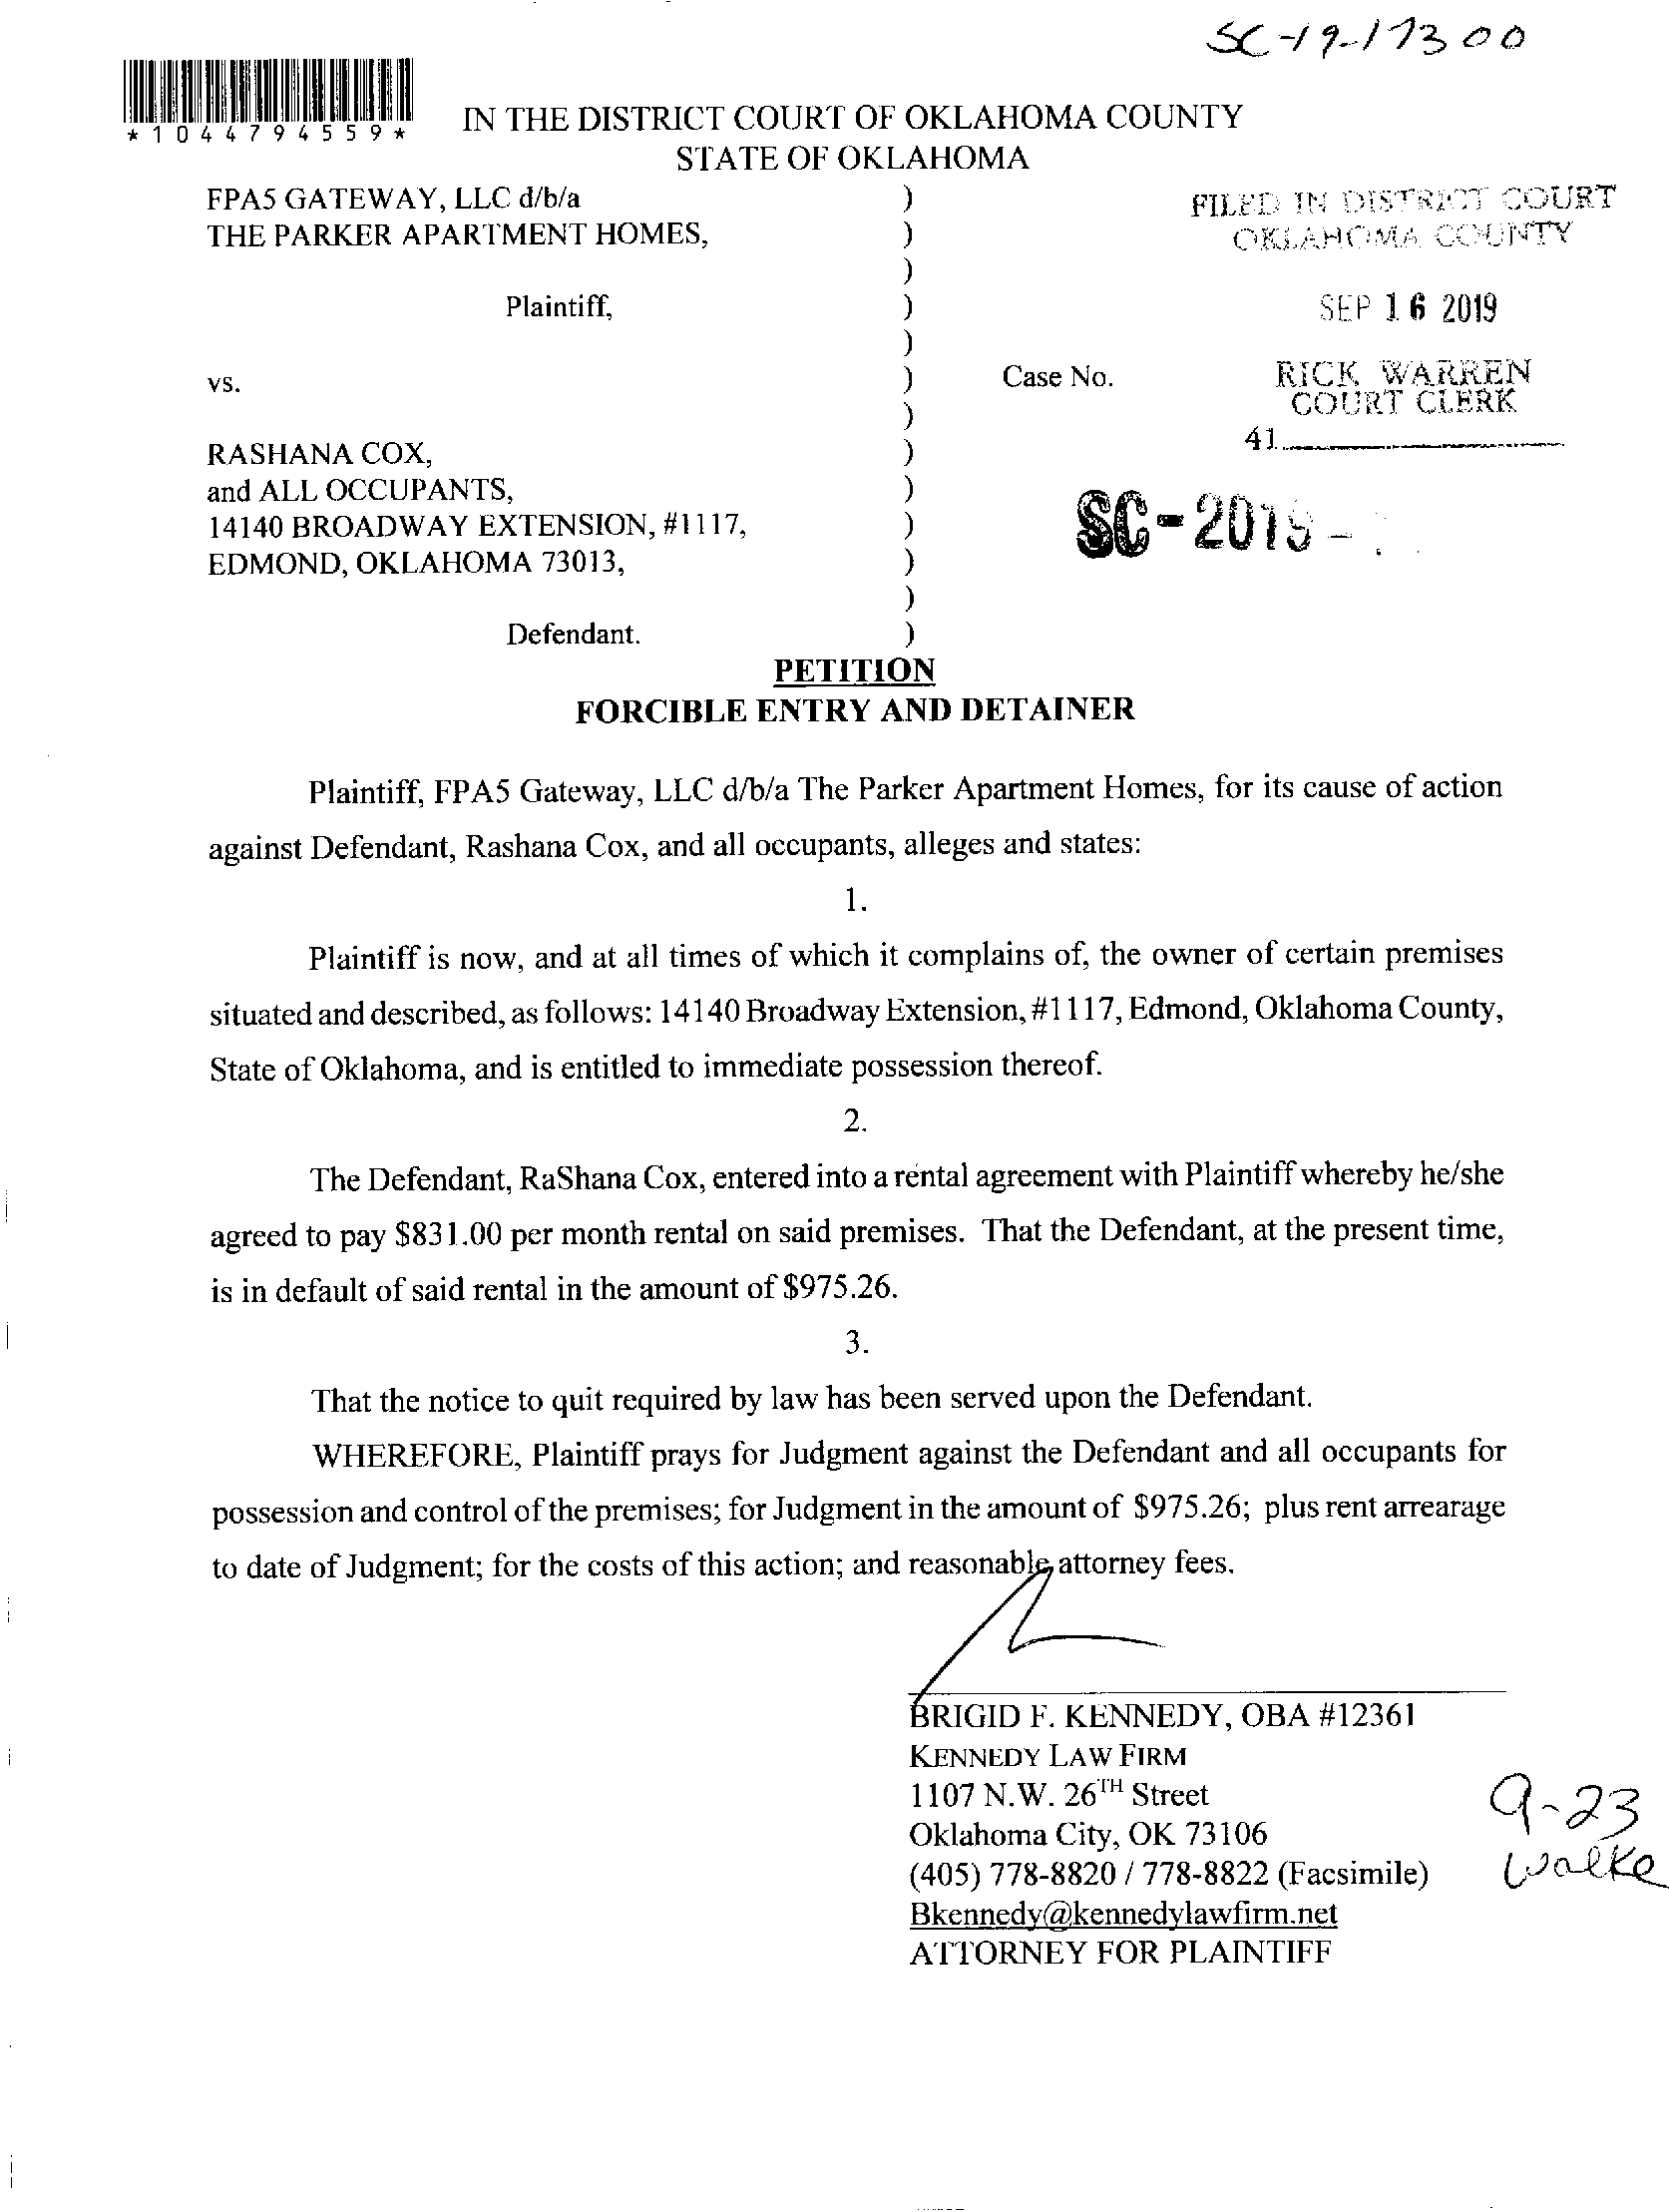 SC-19-17300
*1044794559*
IN THE DISTRICT COURT OF OKLAHOMA COUNTY
STATE OF OKLAHOMA
FPA5 GATEWAY, LLC d/b/a )
THE PARKER APARTMENT HOMES, )
)
Plaintiff, )
)
vs. ) Case No.
)
RASHANA COX, )
and ALL OCCUPANTS, )
14140 BROADWAY EXTENSION, #1117, )
EDMOND, OKLAHOMA 73013, )
)
Defendant. )
FILED IN DISTRICT COURT
OKLAHOMA COUNTY
SEP 16 2019
RICK WARREN
COURT CLERK
41
SC-2019-
PETITION
FORCIBLE ENTRY AND DETAINER
Plaintiff, FPA5 Gateway, LLC d/b/a The Parker Apartment Homes, for its cause of action
against Defendant, Rashana Cox, and all occupants, alleges and states:
1.
Plaintiff is now, and at all times of which it complains of, the owner of certain premises
situated and described, as follows: 14140 Broadway Extension, #1117, Edmond, Oklahoma County,
State of Oklahoma, and is entitled to immediate possession thereof.
2.
The Defendant, RaShana Cox, entered into a rental agreement with Plaintiff whereby he/she
agreed to pay $831.00 per month rental on said premises. That the Defendant, at the present time,
is in default of said rental in the amount of $975.26.
3.
That the notice to quit required by law has been served upon the Defendant.
WHEREFORE, Plaintiff prays for Judgment against the Defendant and all occupants for
possession and control of the premises; for Judgment in the amount of $975.26; plus rent arrearage
to date of Judgment; for the costs of this action; and reasonable attorney fees.
BRIGID F. KENNEDY, OBA #12361
KENNEDY LAW FIRM
1107 N.W. 26TH Street
Oklahoma City, OK 73106
(405) 778-8820 / 778-8822 (Facsimile)
Bkennedy@kennedylawfirm.net
ATTORNEY FOR PLAINTIFF
9-23
Walke